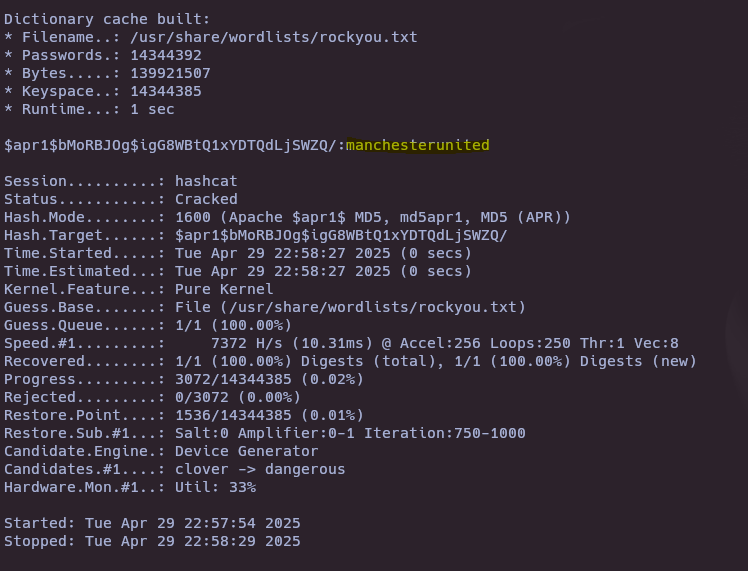 Dictionary cache built:
* Filename..: /usr/share/wordlists/rockyou.txt
* Passwords.: 14344392
* Bytes.....: 139921507
* Keyspace..: 14344385
* Runtime...: 1 sec
$apr1$bMoRBJOg$igG8WBtQ1xYDTQdLjSWZQ/:manchesterunited
Session..........: hashcat
Status...........: Cracked
Hash.Mode........: 1600 (Apache $apr1$ MD5, md5apr1, MD5 (APR))
Hash.Target......: $apr1$bMoRBJOg$igG8WBtQ1xYDTQdLjSWZQ/
Time.Started.....: Tue Apr 29 22:58:27 2025 (0 secs)
Time.Estimated...: Tue Apr 29 22:58:27 2025 (0 secs)
Kernel.Feature...: Pure Kernel
Guess.Base.......: File (/usr/share/wordlists/rockyou.txt)
Guess.Queue......: 1/1 (100.00%)
Speed.#1.........:     7372 H/s (10.31ms) @ Accel:256 Loops:250 Thr:1 Vec:8
Recovered........: 1/1 (100.00%) Digests (total), 1/1 (100.00%) Digests (new)
Progress.........: 3072/14344385 (0.02%)
Rejected.........: 0/3072 (0.00%)
Restore.Point....: 1536/14344385 (0.01%)
Restore.Sub.#1...: Salt:0 Amplifier:0-1 Iteration:750-1000
Candidate.Engine.: Device Generator
Candidates.#1....: clover -> dangerous
Hardware.Mon.#1..: Util: 33%
Started: Tue Apr 29 22:57:54 2025
Stopped: Tue Apr 29 22:58:29 2025